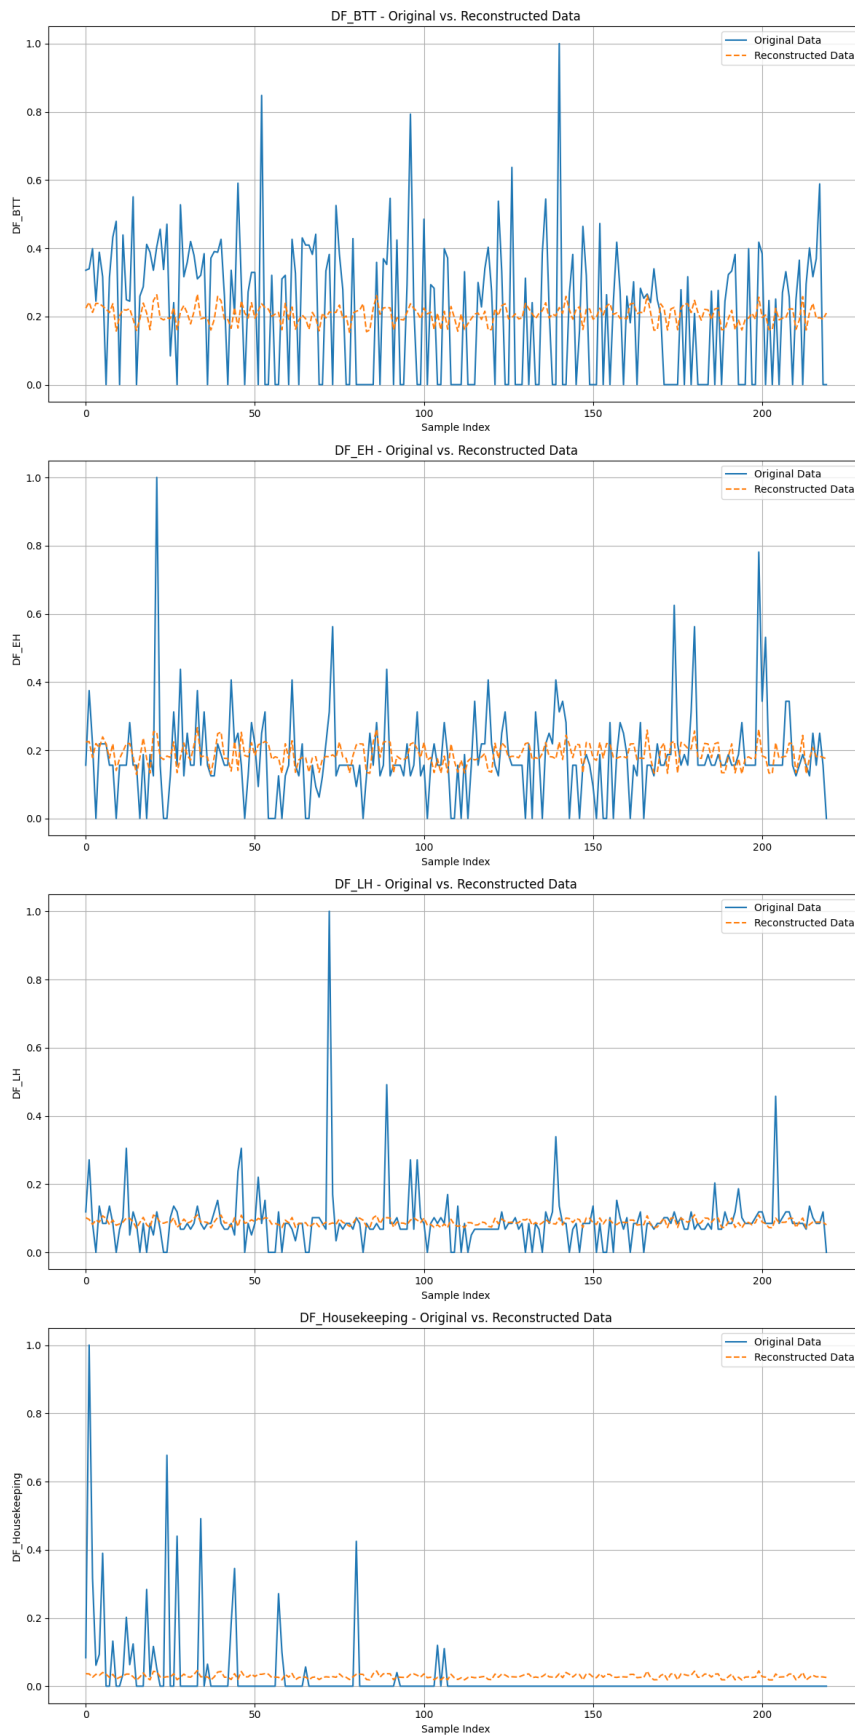 DF_BTT - Original vs. Reconstructed Data
Original Data
Reconstructed Data
1.0
0.8
0.6
0.4
0.2
0.0
DF_BTT
0
50
100
150
200
Sample Index
DF_EH - Original vs. Reconstructed Data
Original Data
Reconstructed Data
1.0
0.8
0.6
0.4
0.2
0.0
DF_EH
0
50
100
150
200
Sample Index
DF_LH - Original vs. Reconstructed Data
Original Data
Reconstructed Data
1.0
0.8
0.6
0.4
0.2
0.0
DF_LH
0
50
100
150
200
Sample Index
DF_Housekeeping - Original vs. Reconstructed Data
Original Data
Reconstructed Data
1.0
0.8
0.6
0.4
0.2
0.0
DF_Housekeeping
0
50
100
150
200
Sample Index